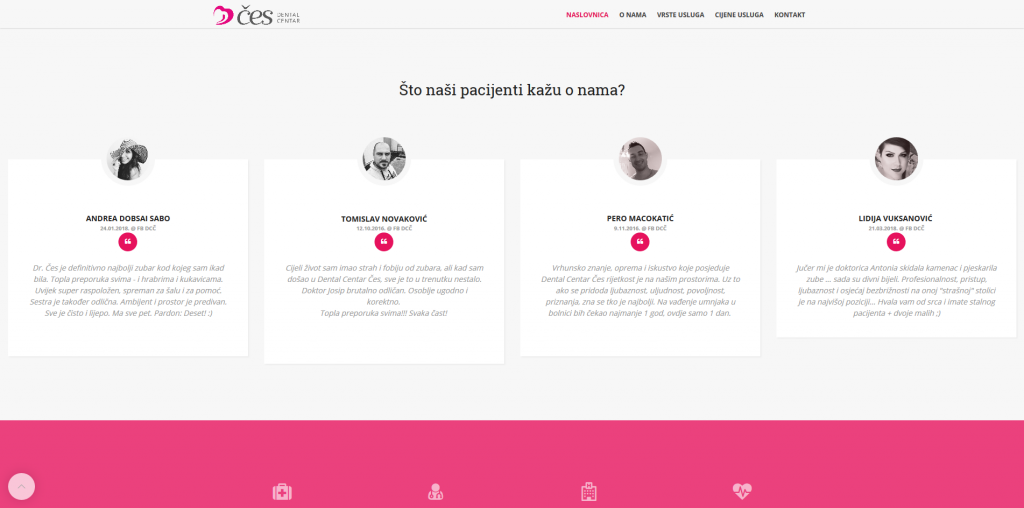 čes DENTAL CENTAR
NASLOVNICA O NAMA VRSTE USLUGA CIJENE USLUGA KONTAKT
Što naši pacijenti kažu o nama?
ANDREA DOBSAI SABO
24.01.2018. @ FB DCČ
Dr. Čes je definitivno najbolji zubar kod kojeg sam ikad
bila. Topla preporuka svima - i hrabrima i kukavicama.
Uvijek super raspoložen, spreman za šalu i za pomoć.
Sestra je također odlična. Ambijent i prostor je predivan.
Sve je čisto i lijepo. Ma sve pet. Pardon: Deset! :)
TOMISLAV NOVAKOVIĆ
12.10.2016. @ FB DCČ
Cijeli život sam imao strah i fobiju od zubara, ali kad sam
došao u Dental Centar Čes, sve je to u trenutku nestalo.
Doktor Josip brutalno odličan. Osoblje ugodno i
korektno.
Topla preporuka svima!!! Svaka čast!
PERO MACOKATIĆ
9.11.2016. @ FB DCČ
Vrhunsko znanje, oprema i iskustvo koje posjeduje
Dental Centar Čes rijetkost je na našim prostorima. Uz to
ako se pridoda ljubaznost, uljudnost, povoljnost,
priznanja, zna se tko je najbolji. Na vađenje umnjaka u
bolnici bih čekao najmanje 1 god, ovdje samo 1 dan.
LIDIJA VUKSANOVIĆ
21.03.2018. @ FB DCČ
Jučer mi je doktorica Antonia skidala kamenac i pjeskarila
zube ... sada su divni bijeli. Profesionalnost, pristup,
ljubaznost i osjećaj bezbrižnosti na onoj "strašnoj" stolici
je na najvišoj poziciji... Hvala vam od srca i imate stalnog
pacijenta + dvoje malih ;)